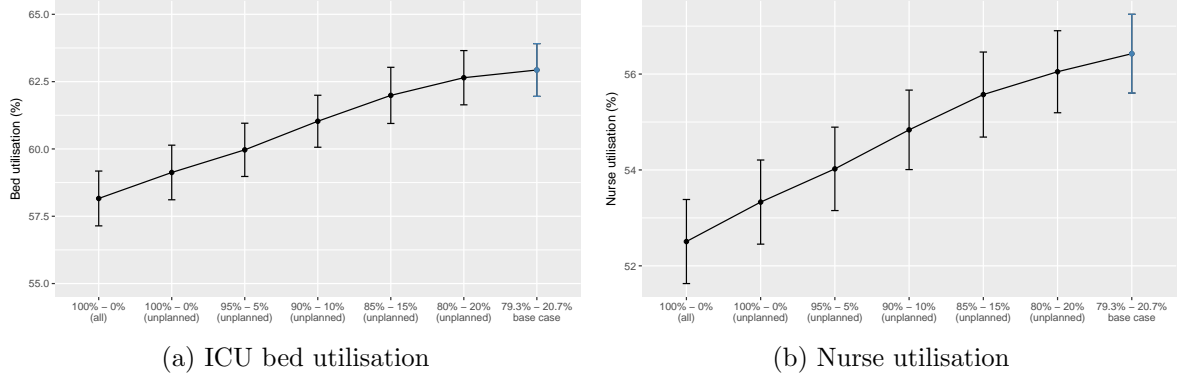 65.0
62.5
60.0
57.5
55.0
Bed utilisation (%)
100% – 0% 100% – 0% 95% – 5% 90% – 10% 85% – 15% 80% – 20% 79.3% – 20.7%
(all) (unplanned) (unplanned) (unplanned) (unplanned) (unplanned) base case
(a) ICU bed utilisation
56
54
52
Nurse utilisation (%)
100% – 0% 100% – 0% 95% – 5% 90% – 10% 85% – 15% 80% – 20% 79.3% – 20.7%
(all) (unplanned) (unplanned) (unplanned) (unplanned) (unplanned) base case
(b) Nurse utilisation